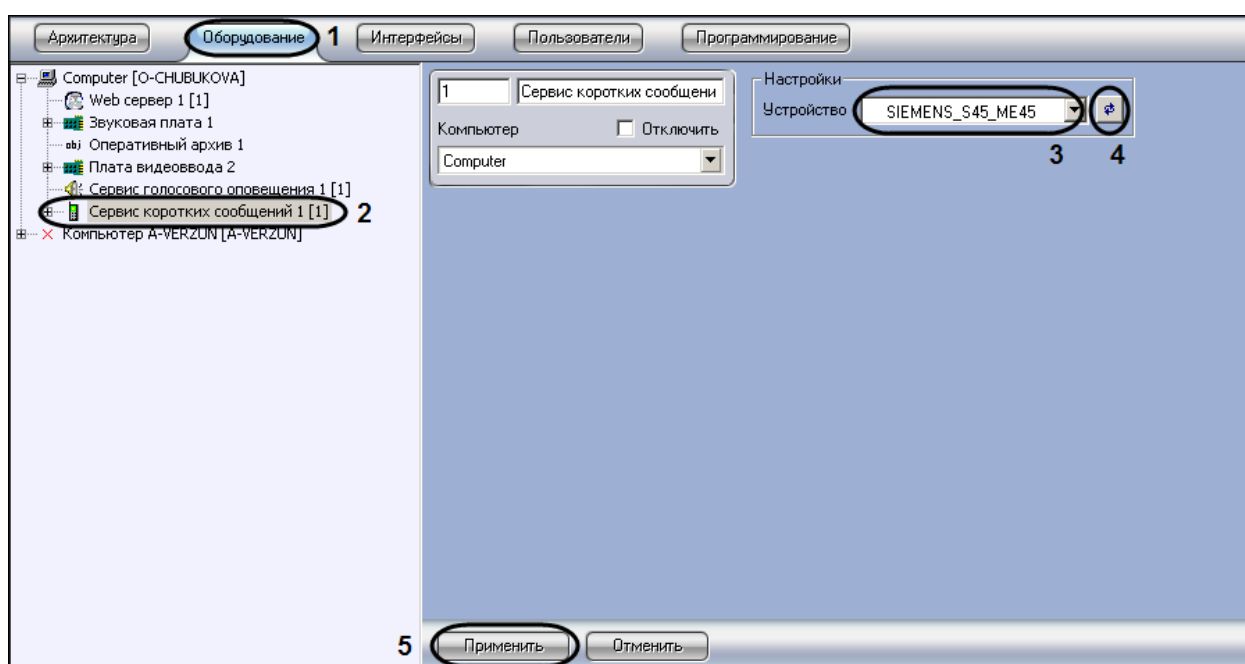 Архитектура Оборудование 1 Интерфейсы Пользователи Программирование
Computer [O-CHUBUKOVA]
Web сервер 1 [1]
Звуковая плата 1
obj Оперативный архив 1
Плата видеоввода 2
Сервис голосового оповещения 1 [1]
Сервис коротких сообщений 1 [1] 2
Компьютер A-VERZUN [A-VERZUN]
1 Сервис коротких сообщени
Компьютер Отключить
Computer
Настройки
Устройство SIEMENS_S45_ME45
3 4
5 Применить Отменить